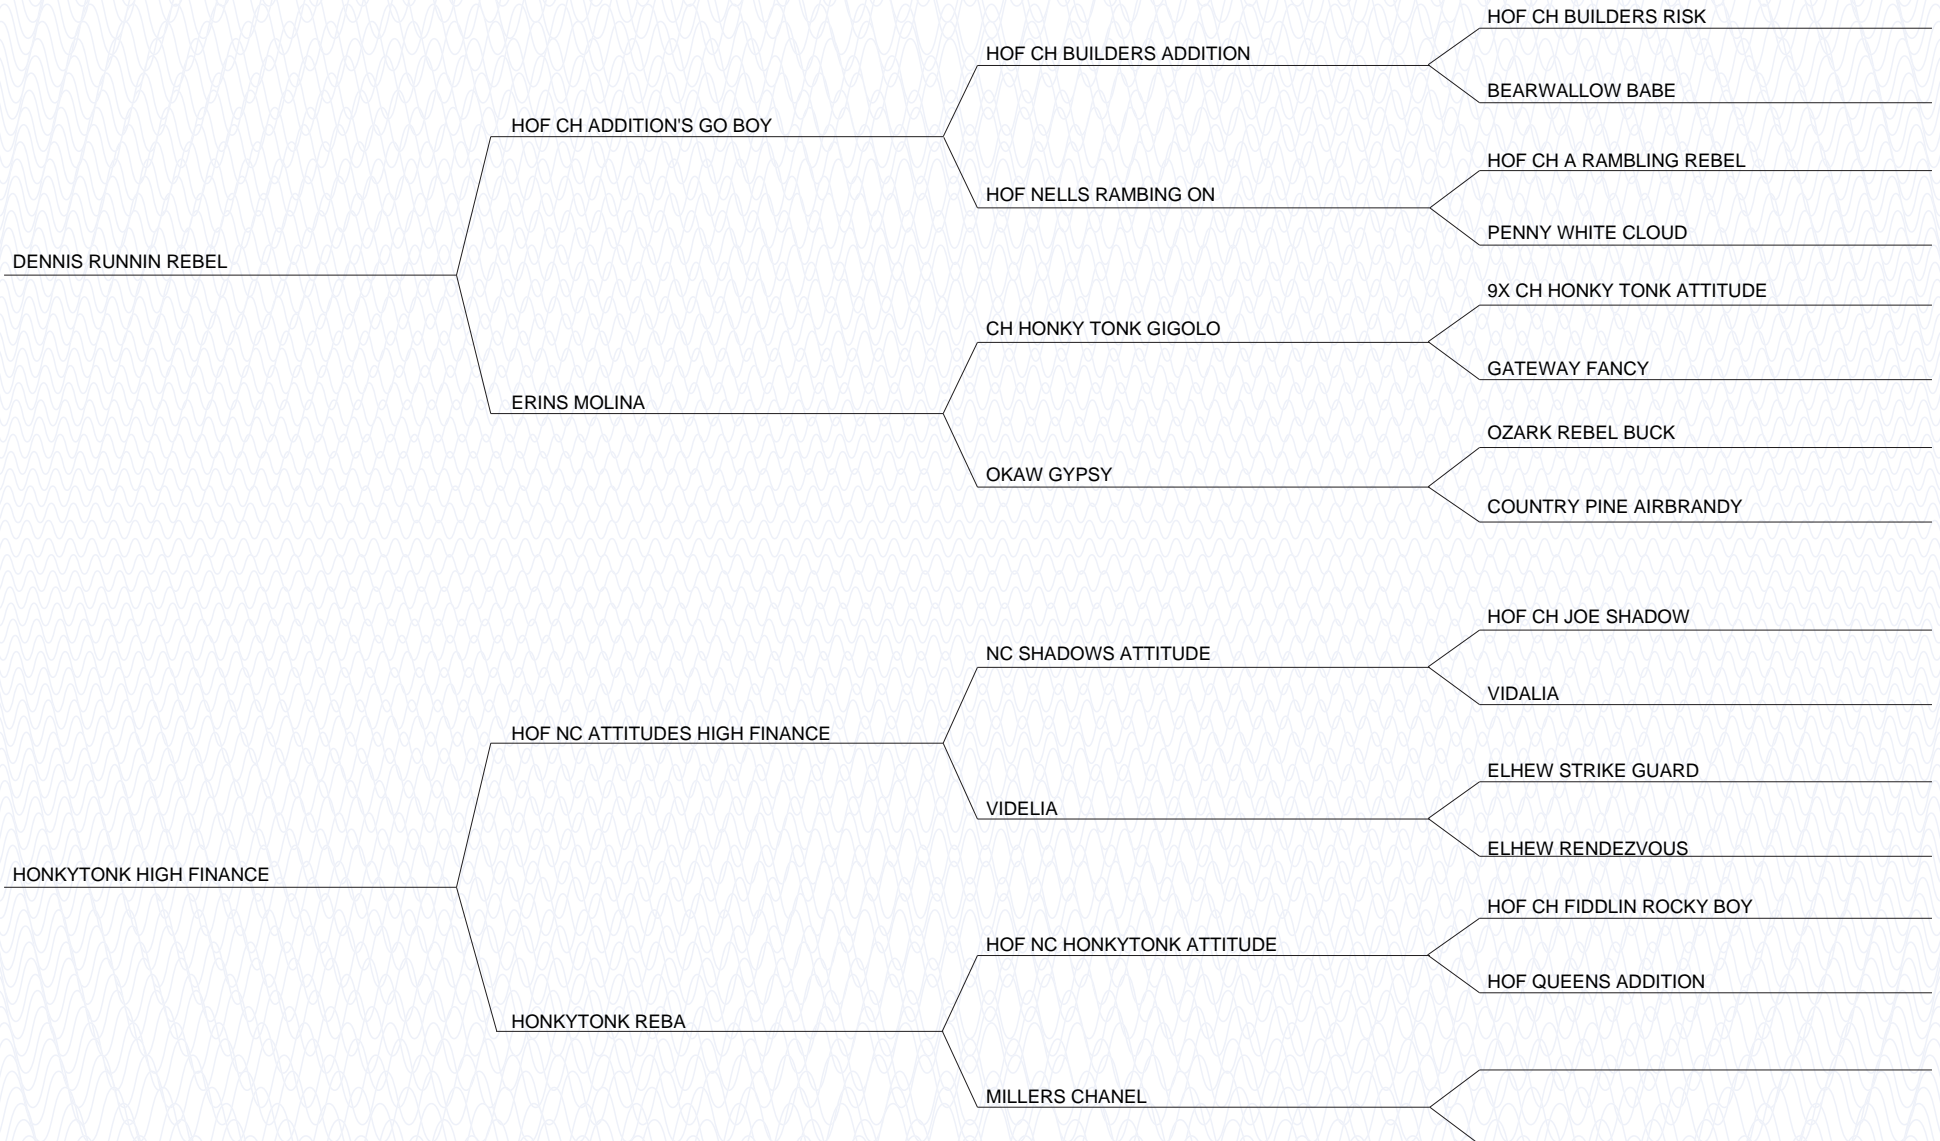 HOF CH BUILDERS RISK
HOF CH BUILDERS ADDITION
BEARWALLOW BABE
HOF CH ADDITION'S GO BOY
HOF CH A RAMBLING REBEL
HOF NELLS RAMBING ON
PENNY WHITE CLOUD
DENNIS RUNNIN REBEL
9X CH HONKY TONK ATTITUDE
CH HONKY TONK GIGOLO
GATEWAY FANCY
ERINS MOLINA
OZARK REBEL BUCK
OKAW GYPSY
COUNTRY PINE AIRBRANDY
HOF CH JOE SHADOW
NC SHADOWS ATTITUDE
VIDALIA
HOF NC ATTITUDES HIGH FINANCE
ELHEW STRIKE GUARD
VIDELIA
ELHEW RENDEZVOUS
HONKYTONK HIGH FINANCE
HOF CH FIDDLIN ROCKY BOY
HOF NC HONKYTONK ATTITUDE
HOF QUEENS ADDITION
HONKYTONK REBA
MILLERS CHANEL